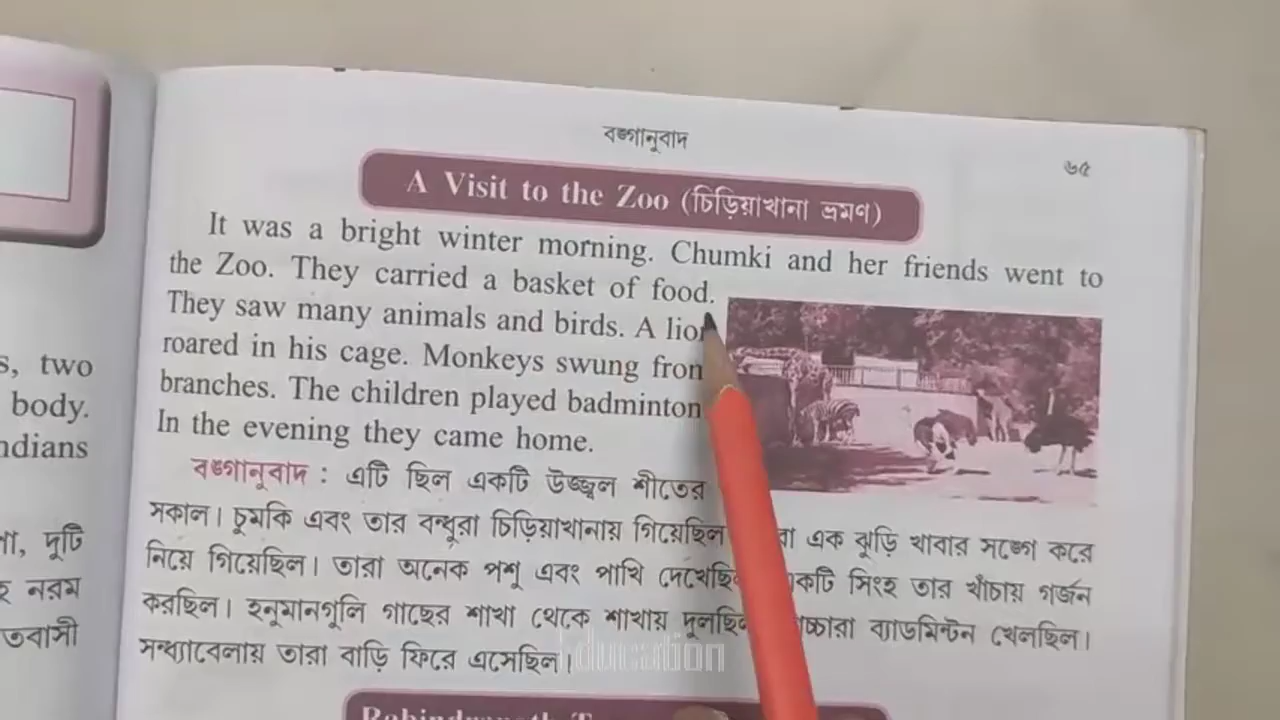 বঙ্গানুবাদ
৬৫
A Visit to the Zoo (চিড়িয়াখানা ভ্রমণ)
It was a bright winter morning. Chumki and her friends went to
the Zoo. They carried a basket of food.
They saw many animals and birds. A lion
roared in his cage. Monkeys swung from
branches. The children played badminton
In the evening they came home.
বঙ্গানুবাদ : এটি ছিল একটি উজ্জ্বল শীতের
সকাল। চুমকি এবং তার বন্ধুরা চিড়িয়াখানায় গিয়েছিল এক ঝুড়ি খাবার সঙ্গে করে
নিয়ে গিয়েছিল। তারা অনেক পশু এবং পাখি দেখেছিল একটি সিংহ তার খাঁচায় গর্জন
করছিল। হনুমানগুলি গাছের শাখা থেকে শাখায় দুলছিল ব্যাডমিন্টন খেলছিল।
সন্ধ্যাবেলায় তারা বাড়ি ফিরে এসেছিল।
Education
s, two
body.
ndians
দুটি
নরম